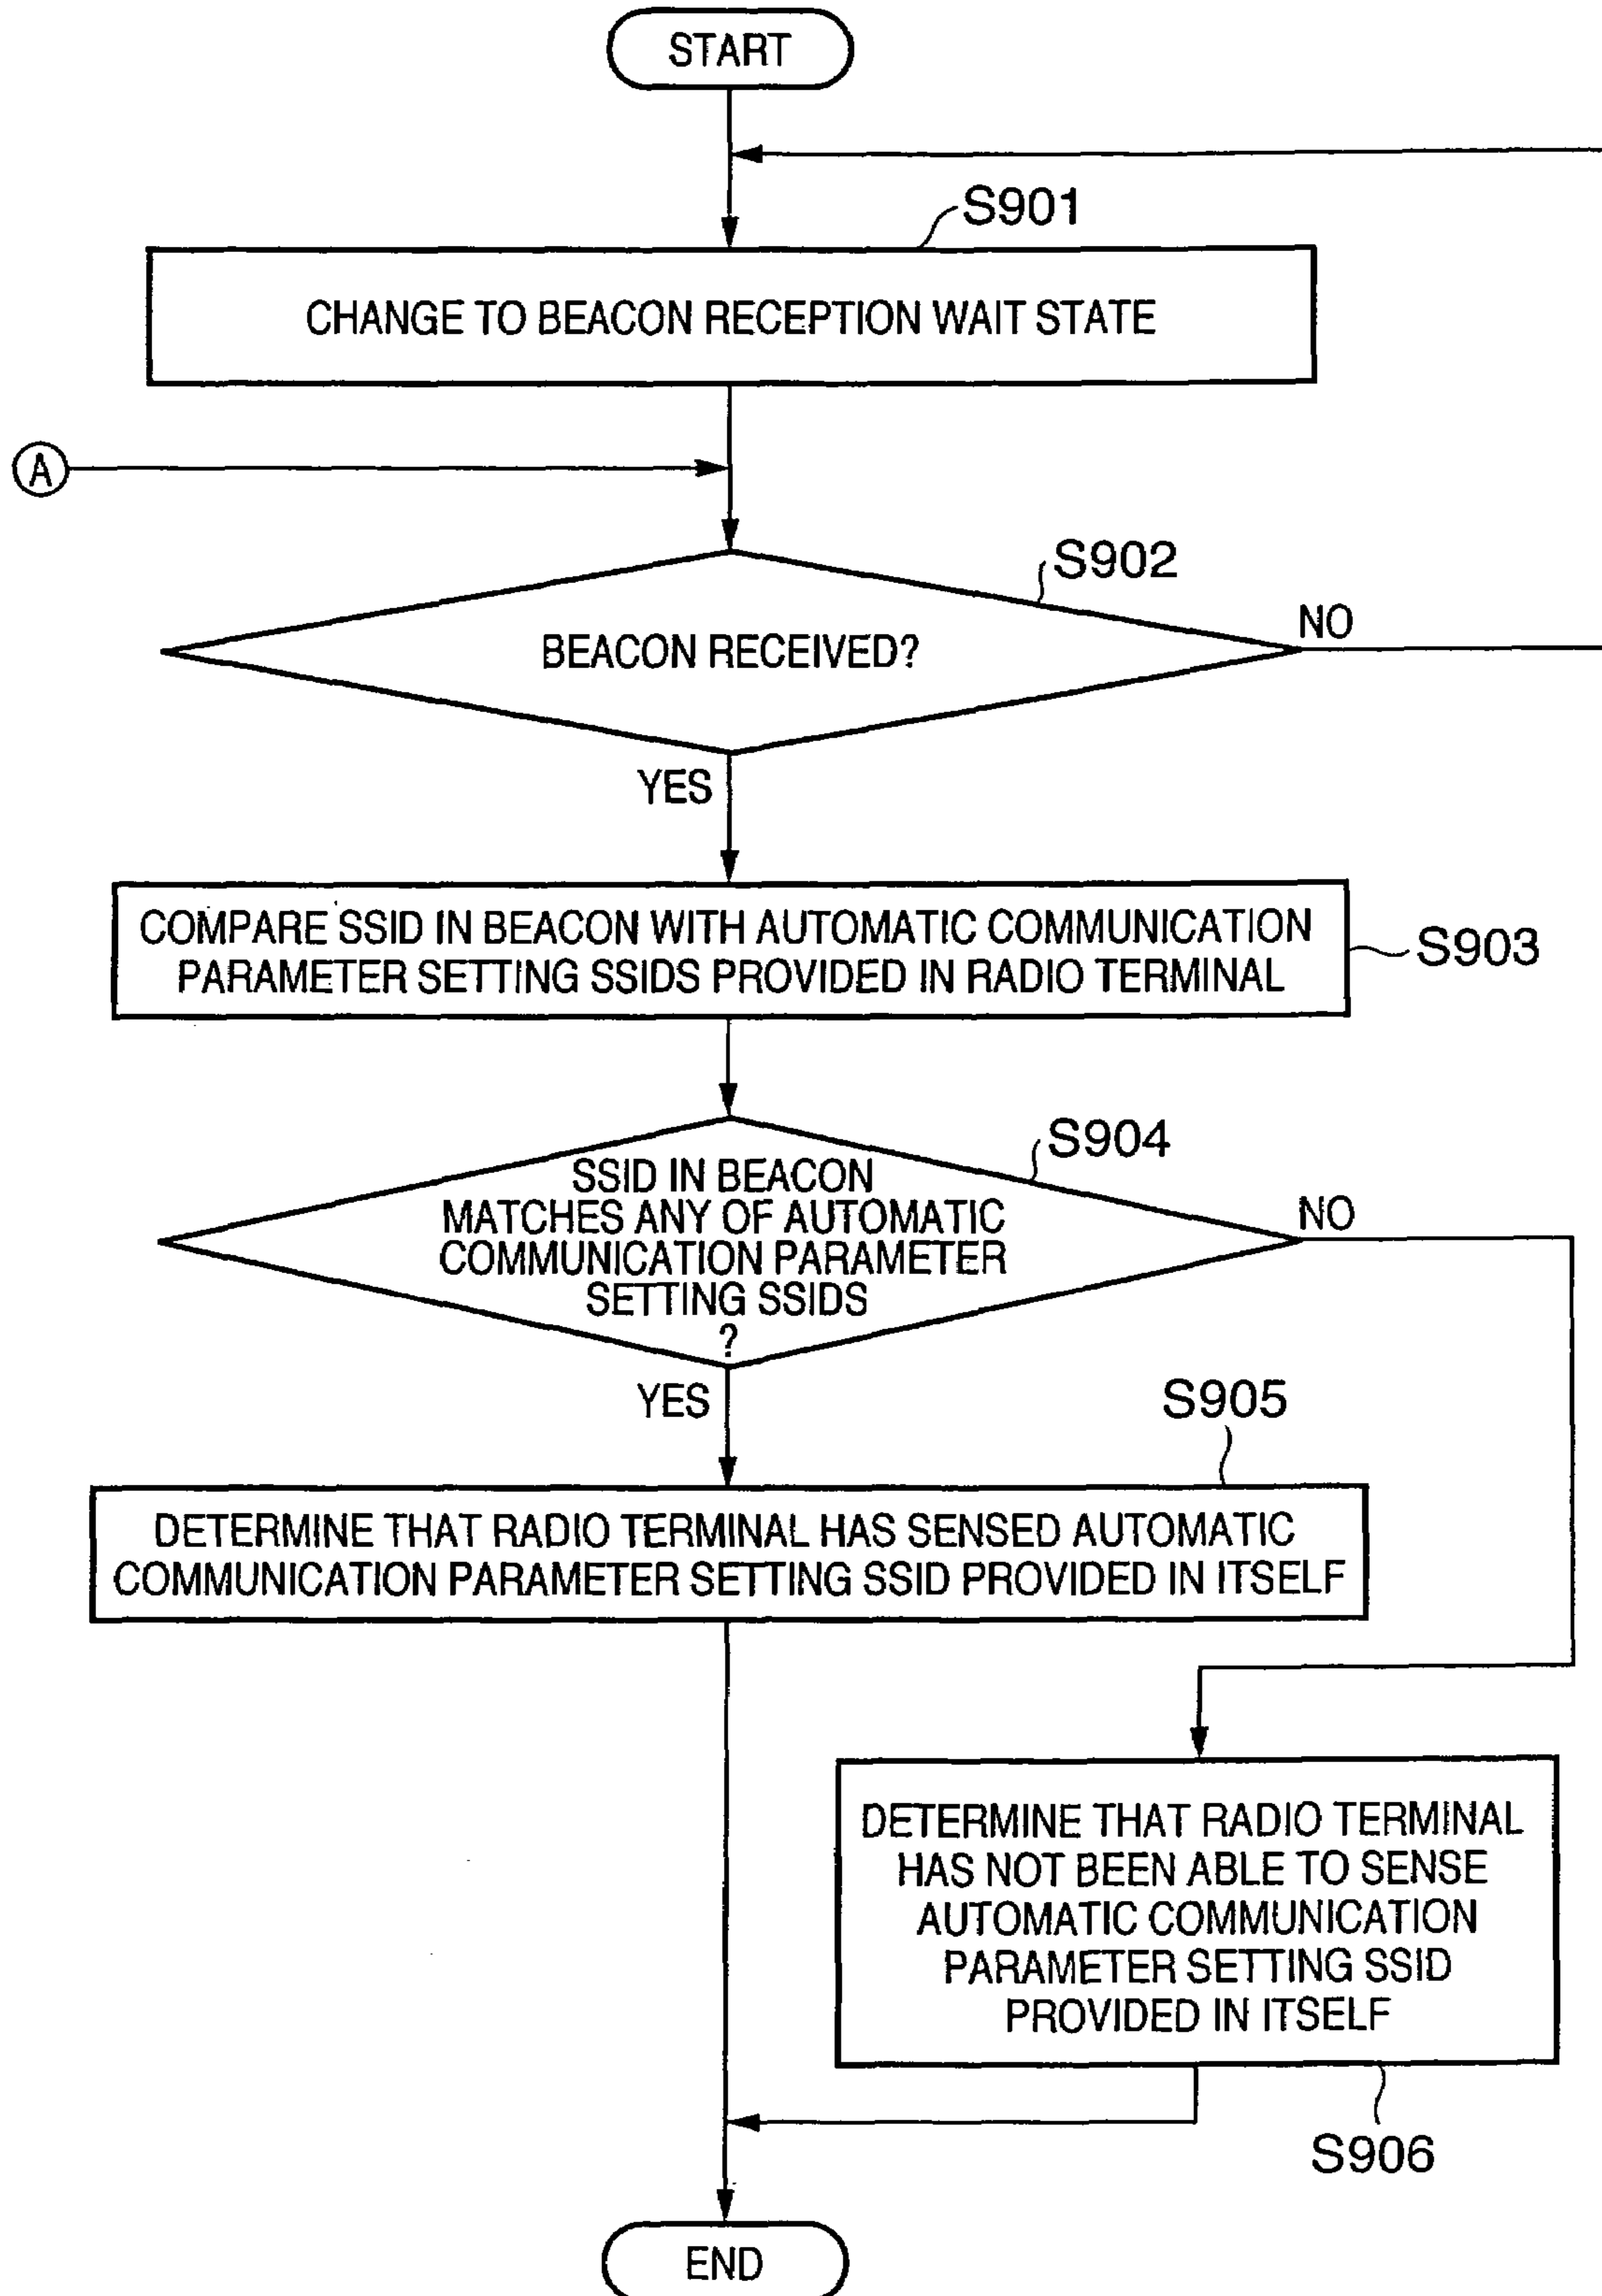 START
S901
CHANGE TO BEACON RECEPTION WAIT STATE
A
S902
BEACON RECEIVED?
NO
YES
COMPARE SSID IN BEACON WITH AUTOMATIC COMMUNICATION
PARAMETER SETTING SSIDS PROVIDED IN RADIO TERMINAL
S903
S904
SSID IN BEACON
MATCHES ANY OF AUTOMATIC
COMMUNICATION PARAMETER
SETTING SSIDS
?
NO
YES
S905
DETERMINE THAT RADIO TERMINAL HAS SENSED AUTOMATIC
COMMUNICATION PARAMETER SETTING SSID PROVIDED IN ITSELF
DETERMINE THAT RADIO TERMINAL
HAS NOT BEEN ABLE TO SENSE
AUTOMATIC COMMUNICATION
PARAMETER SETTING SSID
PROVIDED IN ITSELF
S906
END